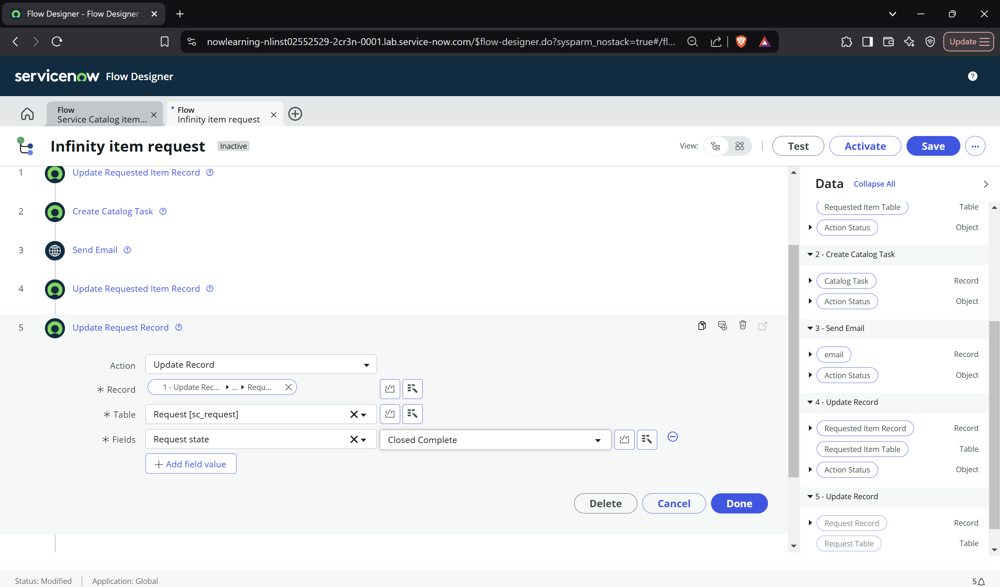 Flow Designer - Flow Designer
nowlearning-nlinst02552529-2cr3n-0001.lab.service-now.com/$flow-designer.do?sysparm_nostack=true#/fl...
Update
servicenow Flow Designer
Flow
Service Catalog item...
Flow
Infinity item request
Infinity item request
Inactive
View:
Test
Activate
Save
1
Update Requested Item Record
2
Create Catalog Task
3
Send Email
4
Update Requested Item Record
5
Update Request Record
Action
Update Record
* Record
1 - Update Rec... ... Requ...
* Table
Request [sc_request]
* Fields
Request state
Closed Complete
+ Add field value
Delete
Cancel
Done
Data
Collapse All
Requested Item Table
Table
Action Status
Object
2 - Create Catalog Task
Catalog Task
Record
Action Status
Object
3 - Send Email
email
Record
Action Status
Object
4 - Update Record
Requested Item Record
Record
Requested Item Table
Table
Action Status
Object
5 - Update Record
Request Record
Record
Request Table
Table
Status: Modified
Application: Global
5